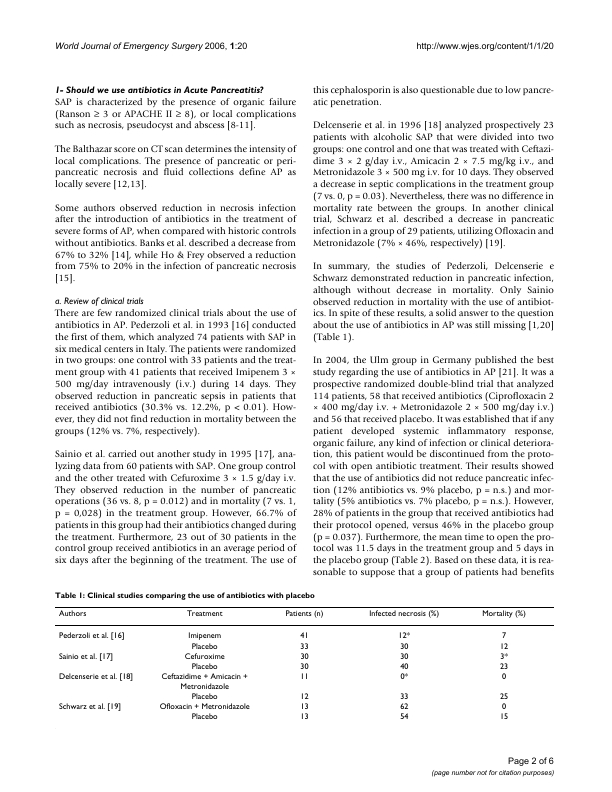 World Journal of Emergency Surgery 2006, 1:20
http://www.wjes.org/content/1/1/20
1- Should we use antibiotics in Acute Pancreatitis?
SAP is characterized by the presence of organic failure
(Ranson ≥ 3 or APACHE II ≥ 8), or local complications
such as necrosis, pseudocyst and abscess [8-11].
The Balthazar score on CT scan determines the intensity of
local complications. The presence of pancreatic or peri-
pancreatic necrosis and fluid collections define AP as
locally severe [12,13].
Some authors observed reduction in necrosis infection
after the introduction of antibiotics in the treatment of
severe forms of AP, when compared with historic controls
without antibiotics. Banks et al. described a decrease from
67% to 32% [14], while Ho & Frey observed a reduction
from 75% to 20% in the infection of pancreatic necrosis
[15].
a. Review of clinical trials
There are few randomized clinical trials about the use of
antibiotics in AP. Pederzoli et al. in 1993 [16] conducted
the first of them, which analyzed 74 patients with SAP in
six medical centers in Italy. The patients were randomized
in two groups: one control with 33 patients and the treat-
ment group with 41 patients that received Imipenem 3 ×
500 mg/day intravenously (i.v.) during 14 days. They
observed reduction in pancreatic sepsis in patients that
received antibiotics (30.3% vs. 12.2%, p < 0.01). How-
ever, they did not find reduction in mortality between the
groups (12% vs. 7%, respectively).
Sainio et al. carried out another study in 1995 [17], ana-
lyzing data from 60 patients with SAP. One group control
and the other treated with Cefuroxime 3 × 1.5 g/day i.v.
They observed reduction in the number of pancreatic
operations (36 vs. 8, p = 0.012) and in mortality (7 vs. 1,
p = 0,028) in the treatment group. However, 66.7% of
patients in this group had their antibiotics changed during
the treatment. Furthermore, 23 out of 30 patients in the
control group received antibiotics in an average period of
six days after the beginning of the treatment. The use of
this cephalosporin is also questionable due to low pancre-
atic penetration.
Delcenserie et al. in 1996 [18] analyzed prospectively 23
patients with alcoholic SAP that were divided into two
groups: one control and one that was treated with Ceftazi-
dime 3 × 2 g/day i.v., Amicacin 2 × 7.5 mg/kg i.v., and
Metronidazole 3 × 500 mg i.v. for 10 days. They observed
a decrease in septic complications in the treatment group
(7 vs. 0, p = 0.03). Nevertheless, there was no difference in
mortality rate between the groups. In another clinical
trial, Schwarz et al. described a decrease in pancreatic
infection in a group of 29 patients, utilizing Ofloxacin and
Metronidazole (7% × 46%, respectively) [19].
In summary, the studies of Pederzoli, Delcenserie e
Schwarz demonstrated reduction in pancreatic infection,
although without decrease in mortality. Only Sainio
observed reduction in mortality with the use of antibiot-
ics. In spite of these results, a solid answer to the question
about the use of antibiotics in AP was still missing [1,20]
(Table 1).
In 2004, the Ulm group in Germany published the best
study regarding the use of antibiotics in AP [21]. It was a
prospective randomized double-blind trial that analyzed
114 patients, 58 that received antibiotics (Ciprofloxacin 2
× 400 mg/day i.v. + Metronidazole 2 × 500 mg/day i.v.)
and 56 that received placebo. It was established that if any
patient developed systemic inflammatory response,
organic failure, any kind of infection or clinical deteriora-
tion, this patient would be discontinued from the proto-
col with open antibiotic treatment. Their results showed
that the use of antibiotics did not reduce pancreatic infec-
tion (12% antibiotics vs. 9% placebo, p = n.s.) and mor-
tality (5% antibiotics vs. 7% placebo, p = n.s.). However,
28% of patients in the group that received antibiotics had
their protocol opened, versus 46% in the placebo group
(p = 0.037). Furthermore, the mean time to open the pro-
tocol was 11.5 days in the treatment group and 5 days in
the placebo group (Table 2). Based on these data, it is rea-
sonable to suppose that a group of patients had benefits
Table 1: Clinical studies comparing the use of antibiotics with placebo
Authors Treatment Patients (n) Infected necrosis (%) Mortality (%)
Pederzoli et al. [16] Imipenem 41 12* 7
Placebo 33 30 12
Sainio et al. [17] Cefuroxime 30 30 3*
Placebo 30 40 23
Delcenserie et al. [18] Ceftazidime + Amicacin + 11 0* 0
Metronidazole
Placebo 12 33 25
Schwarz et al. [19] Ofloxacin + Metronidazole 13 62 0
Placebo 13 54 15
Page 2 of 6
(page number not for citation purposes)